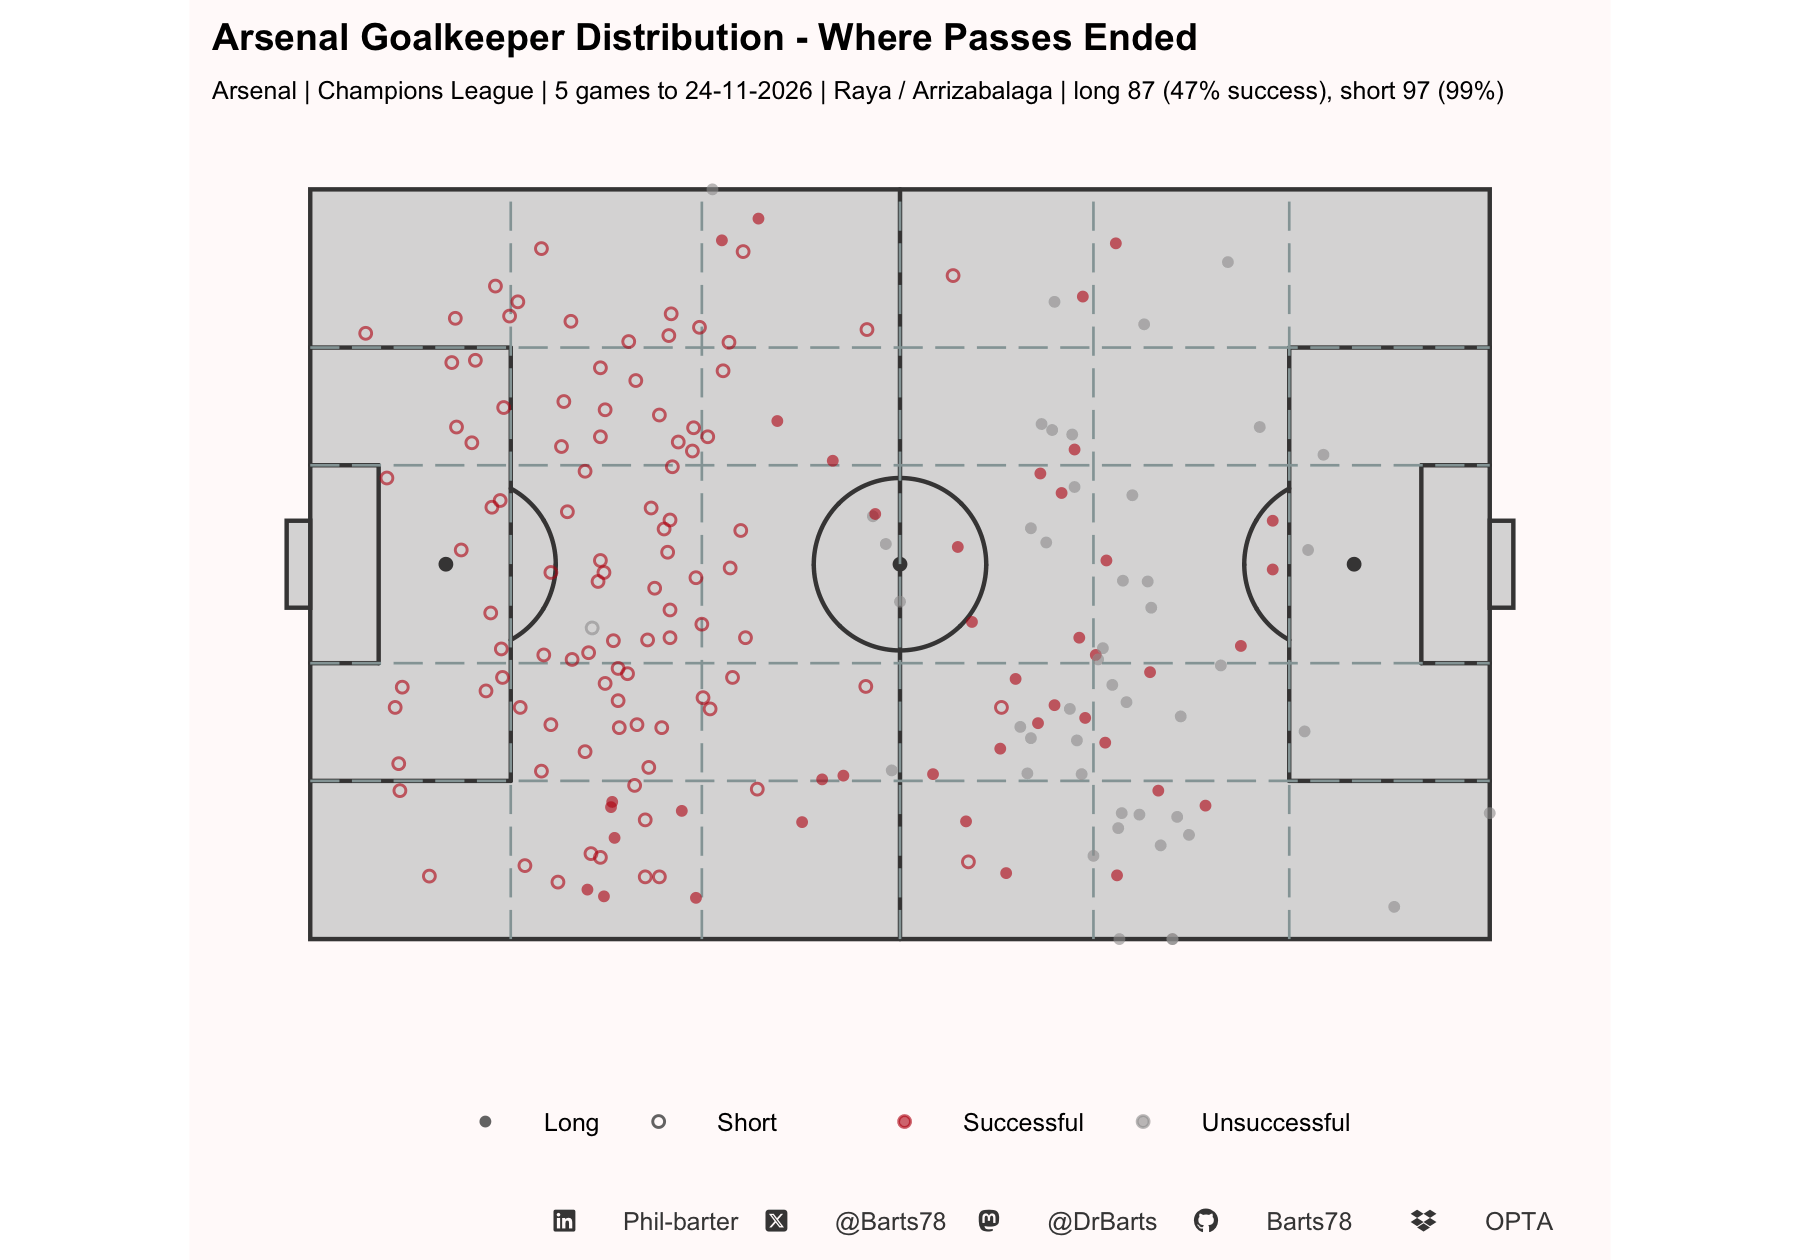 Arsenal Goalkeeper Distribution - Where Passes Ended
Arsenal | Champions League | 5 games to 24-11-2026 | Raya / Arrizabalaga | long 87 (47% success), short 97 (99%)
Long Short Successful Unsuccessful
Phil-barter @Barts78 @DrBarts Barts78 OPTA